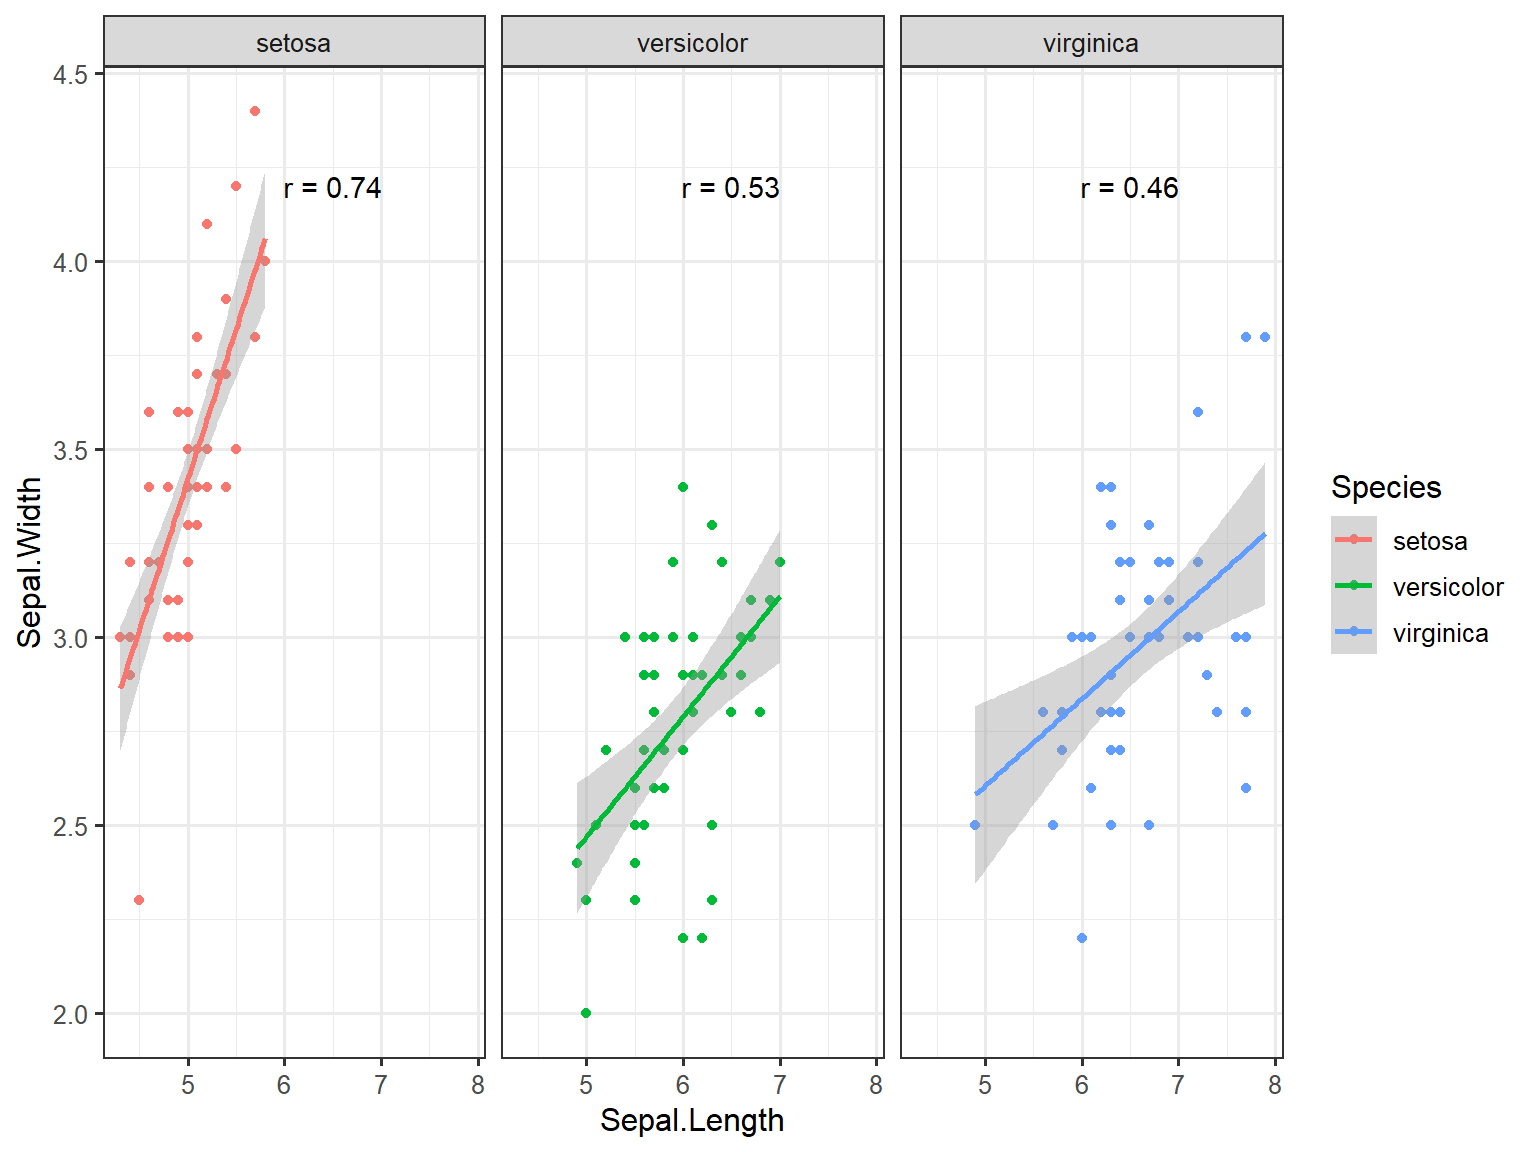 setosa
versicolor
virginica
r = 0.74
r = 0.53
r = 0.46
Sepal.Width
4.5
4.0
3.5
3.0
2.5
2.0
5 6 7 8
5 6 7 8
5 6 7 8
Sepal.Length
Species
setosa
versicolor
virginica